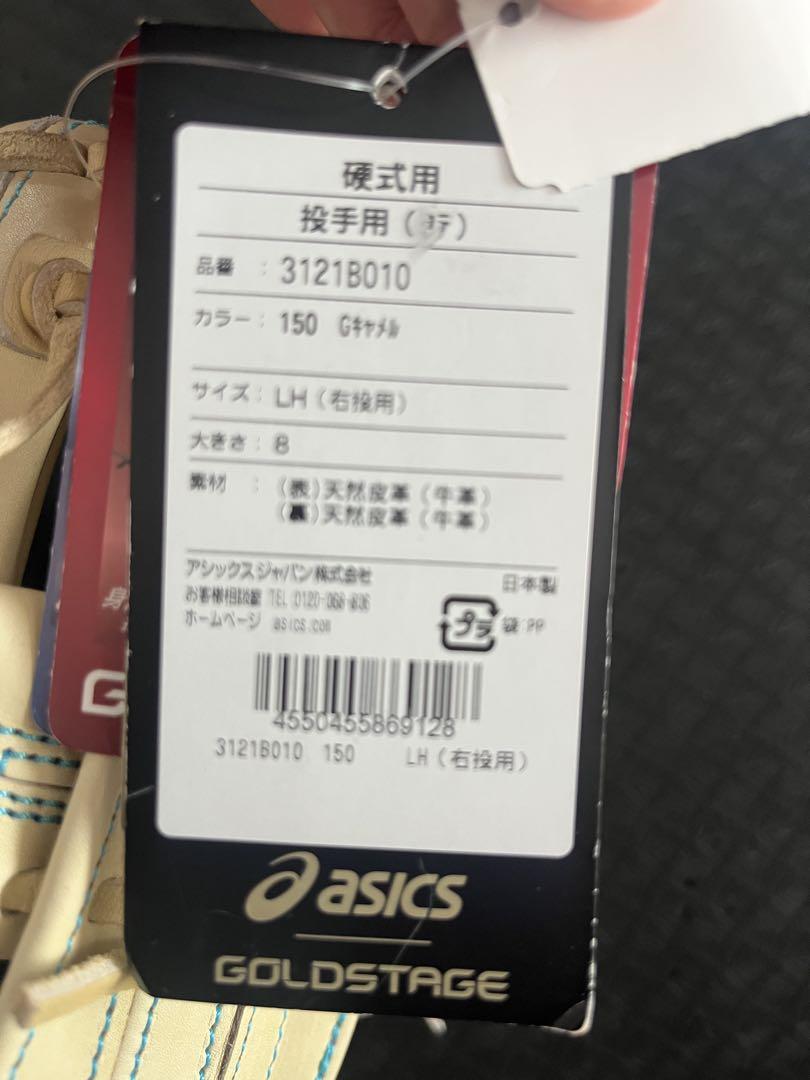 硬式用
投手用（ﾖｺ）
品番 : 3121B010
カラー : 150 Gｷｬﾒﾙ
サイズ : LH（右投用）
大きさ : 8
素材 : (表)天然皮革（牛革）
(裏)天然皮革（牛革）
アシックスジャパン株式会社
お客様相談室 TEL 0120-068-806
ホームページ asics.com
日本製
プラ 袋:PP
4550455869128
3121B010 150 LH（右投用）
asics
GOLDSTAGE
身
G